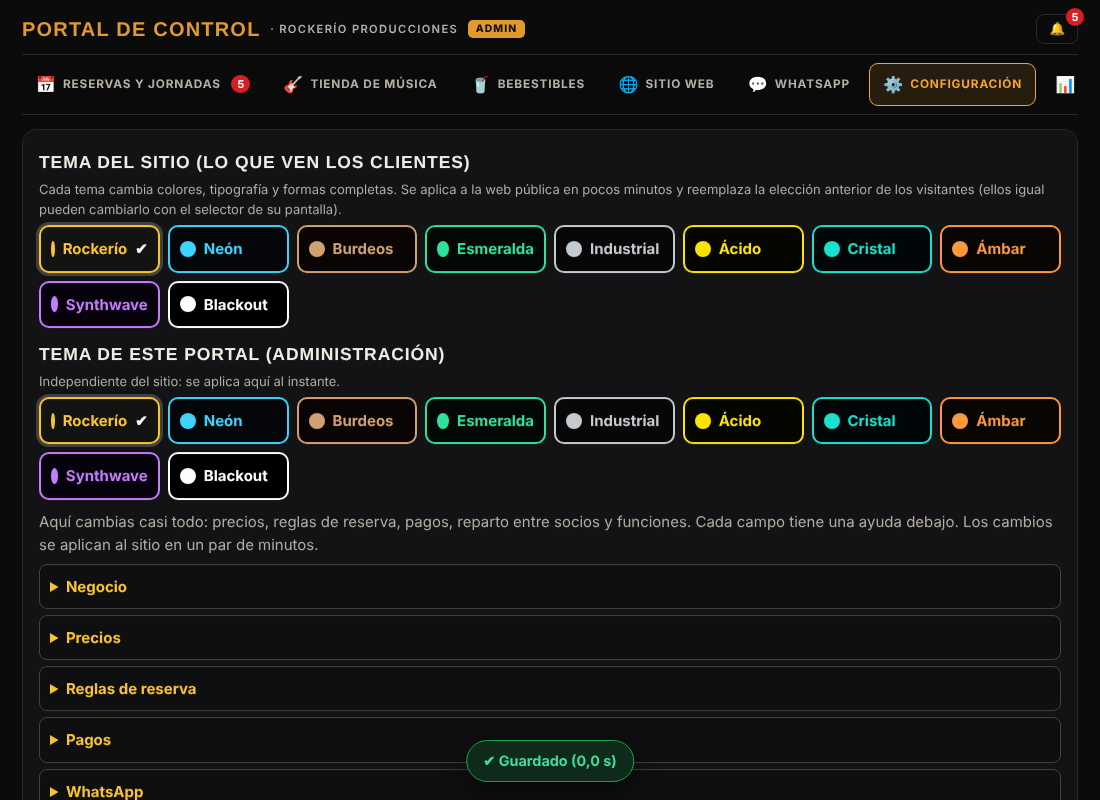 PORTAL DE CONTROL · ROCKERÍO PRODUCCIONES ADMIN 5
RESERVAS Y JORNADAS 5 TIENDA DE MÚSICA BEBESTIBLES SITIO WEB WHATSAPP CONFIGURACIÓN
TEMA DEL SITIO (LO QUE VEN LOS CLIENTES)
Cada tema cambia colores, tipografía y formas completas. Se aplica a la web pública en pocos minutos y reemplaza la elección anterior de los visitantes (ellos igual
pueden cambiarlo con el selector de su pantalla).
Rockerío ✔ Neón Burdeos Esmeralda Industrial Ácido Cristal Ámbar
Synthwave Blackout
TEMA DE ESTE PORTAL (ADMINISTRACIÓN)
Independiente del sitio: se aplica aquí al instante.
Rockerío ✔ Neón Burdeos Esmeralda Industrial Ácido Cristal Ámbar
Synthwave Blackout
Aquí cambias casi todo: precios, reglas de reserva, pagos, reparto entre socios y funciones. Cada campo tiene una ayuda debajo. Los cambios
se aplican al sitio en un par de minutos.
Negocio
Precios
Reglas de reserva
Pagos
✔ Guardado (0,0 s)
WhatsApp